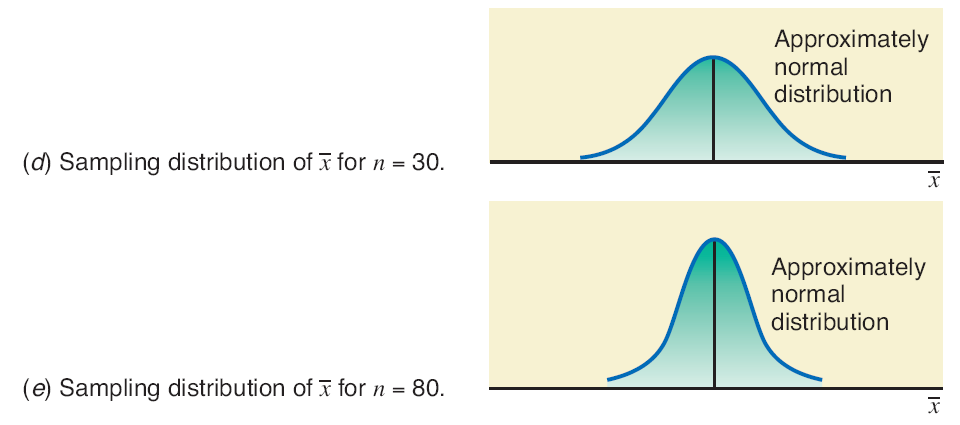 Approximately
normal
distribution
(d) Sampling distribution of x̅ for n = 30.
x̅
Approximately
normal
distribution
(e) Sampling distribution of x̅ for n = 80.
x̅